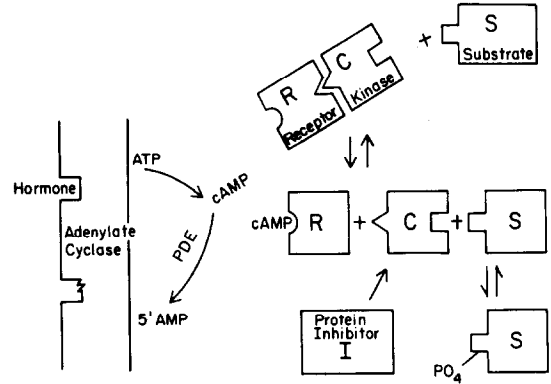 S
Substrate
+
R
Receptor
C
Kinase
ATP
cAMP
PDE
5' AMP
Hormone
Adenylate
Cyclase
cAMP R + C + S
Protein
Inhibitor
I
S
PO4